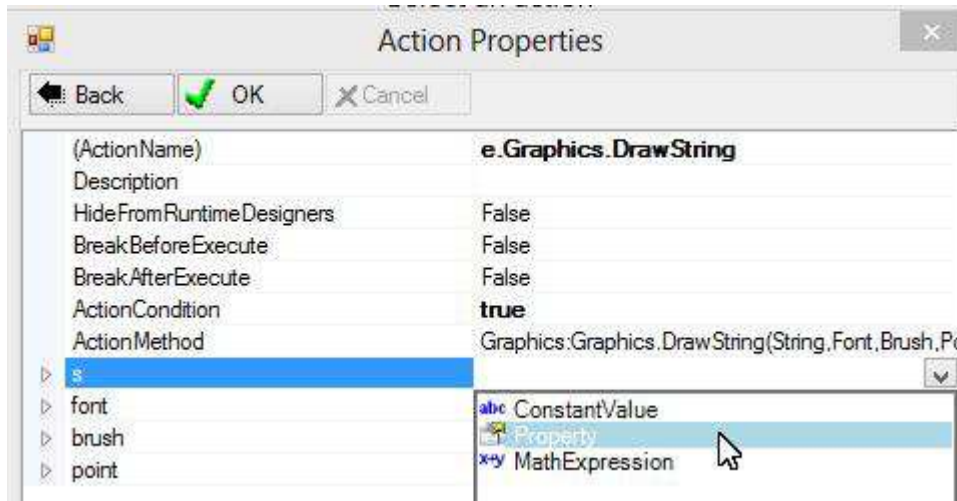 Action Properties
Back OK Cancel
(ActionName) e.Graphics.DrawString
Description
HideFromRuntimeDesigners False
BreakBeforeExecute False
BreakAfterExecute False
ActionCondition true
ActionMethod Graphics:Graphics.DrawString(String,Font,Brush,Po
s
font abc ConstantValue
brush Property
point x+y MathExpression